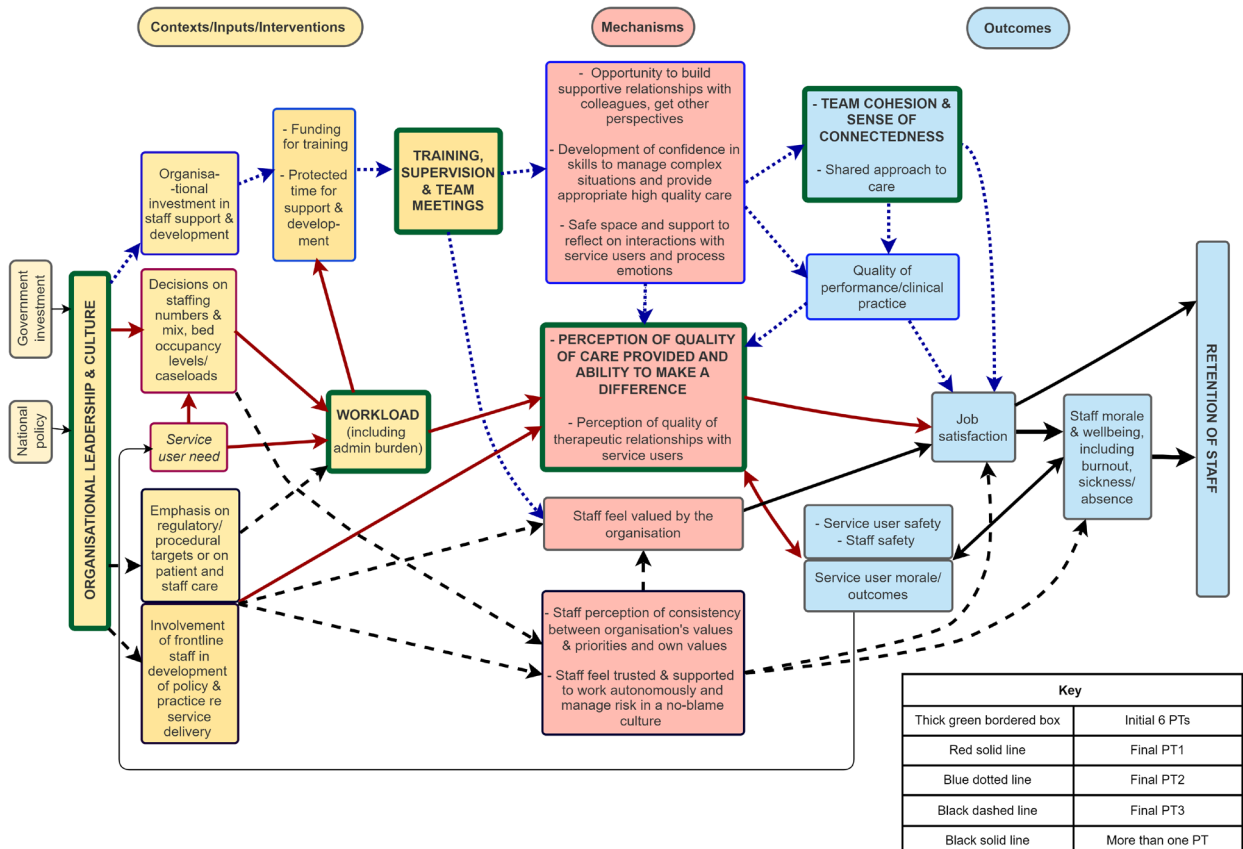 Contexts/Inputs/Interventions
Mechanisms
Outcomes
Government
investment
National
policy
ORGANISATIONAL LEADERSHIP & CULTURE
Organisa-
-ational
investment in
staff support &
development
- Funding
for training
- Protected
time for
support &
develop-
ment
TRAINING,
SUPERVISION
& TEAM
MEETINGS
Decisions on
staffing
numbers &
mix, bed
occupancy
levels/
caseloads
Service
user need
WORKLOAD
(including
admin burden)
Emphasis on
regulatory/
procedural
targets or on
patient and
staff care
Involvement of
frontline
staff in
development
of policy &
practice re
service
delivery
- Opportunity to build
supportive relationships with
colleagues, get other
perspectives
- Development of confidence in
skills to manage complex
situations and provide
appropriate high quality care
- Safe space and support to
reflect on interactions with
service users and process
emotions
- PERCEPTION OF QUALITY
OF CARE PROVIDED AND
ABILITY TO MAKE A
DIFFERENCE
- Perception of quality of
therapeutic relationships with
service users
Staff feel valued by the
organisation
- Staff perception of consistency
between organisation's values
& priorities and own values
- Staff feel trusted & supported
to work autonomously and
manage risk in a no-blame
culture
- TEAM COHESION &
SENSE OF
CONNECTEDNESS
- Shared approach to
care
Quality of
performance/clinical
practice
Job
satisfaction
Staff morale
& wellbeing,
including
burnout,
sickness/
absence
- Service user safety
- Staff safety
Service user morale/
outcomes
RETENTION OF STAFF
Key
Thick green bordered box Initial 6 PTs
Red solid line Final PT1
Blue dotted line Final PT2
Black dashed line Final PT3
Black solid line More than one PT